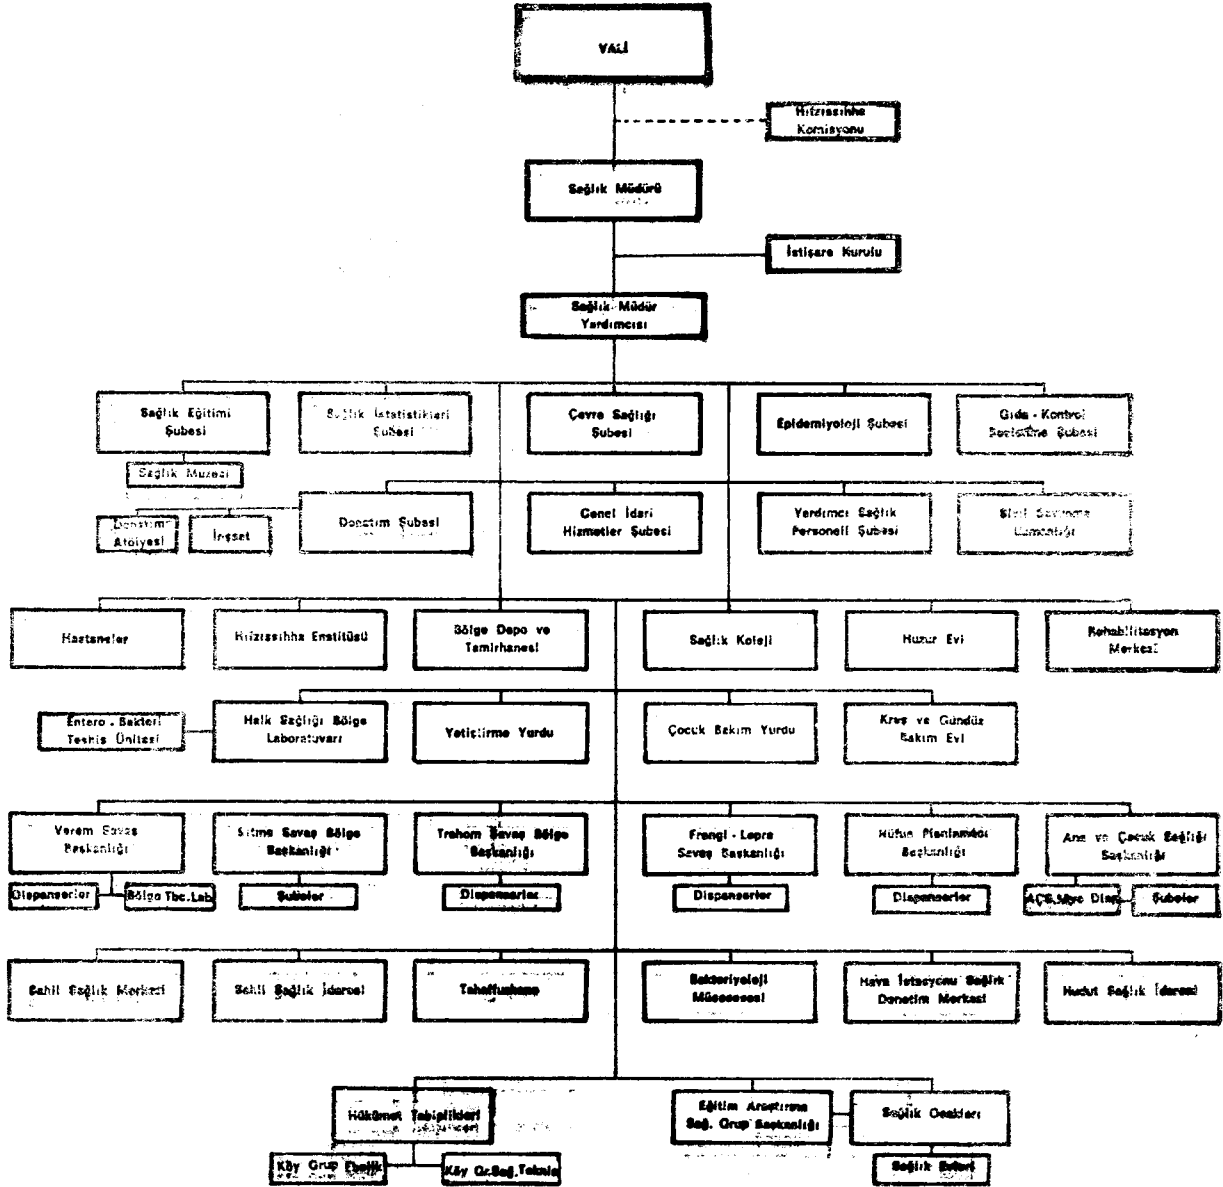 VALİ
Hıfzıssıhha
Komisyonu
Sağlık Müdürü
İstişare Kurulu
Sağlık Müdür
Yardımcısı
Sağlık Eğitimi
Şubesi
Sağlık İstatistikleri
Şubesi
Çevre Sağlığı
Şubesi
Epidemiyoloji Şubesi
Gıda - Kontrol
Şubesi
Sağlık Müzesi
Donatım
Atölyesi
Donatım Şubesi
Genel İdari
Hizmetler Şubesi
Yardımcı Sağlık
Personeli Şubesi
Sivil Savunma
Uzmanlığı
Hastaneler
Hıfzıssıhha Enstitüsü
Bölge Depo ve
Tamirhanesi
Sağlık Koleji
Huzur Evi
Rehabilitasyon
Merkezi
Entero - Bakteri
Teşhis Ünitesi
Halk Sağlığı Bölge
Laboratuvarı
Yetiştirme Yurdu
Çocuk Bakım Yurdu
Kreş ve Gündüz
Bakım Evi
Verem Savaş
Başkanlığı
Sıtma Savaş Bölge
Başkanlığı
Trahom Savaş Bölge
Başkanlığı
Frengi - Lepra
Savaş Başkanlığı
Nüfus Planlaması
Başkanlığı
Ana ve Çocuk Sağlığı
Başkanlığı
Dispanserler
Bölge Tbc. Lab.
Şubeler
Dispanserler
Dispanserler
Dispanserler
Şubeler
Sahil Sağlık Merkezi
Sahil Sağlık İdaresi
Tahaffuzhane
Bakteriyoloji
Müessesesi
Hava İstasyonu Sağlık
Denetim Merkezi
Hudut Sağlık İdaresi
Hükümet Tabiplikleri
Eğitim Araştırma
Sağ. Grup Başkanlığı
Sağlık Ocakları
Köy Grup Ebelik
Köy Gr. Sağ. Teknis
Sağlık Evleri